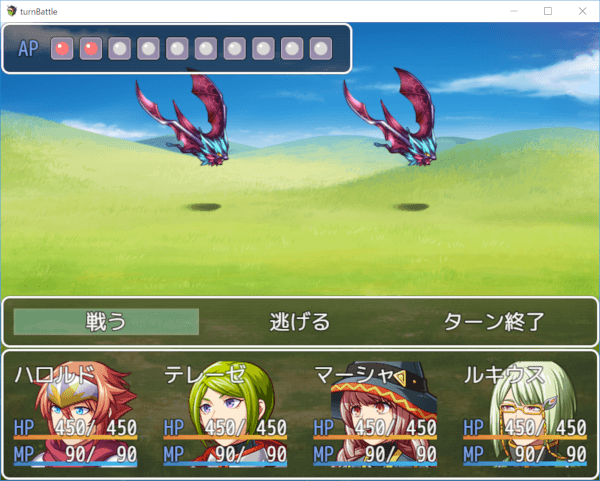 turnBattle
AP
戦う 逃げる ターン終了
ハロルド テレーゼ マーシャ ルキウス
HP 450/ 450 HP 450/ 450 HP 450/ 450 HP 450/ 450
MP 90/ 90 MP 90/ 90 MP 90/ 90 MP 90/ 90